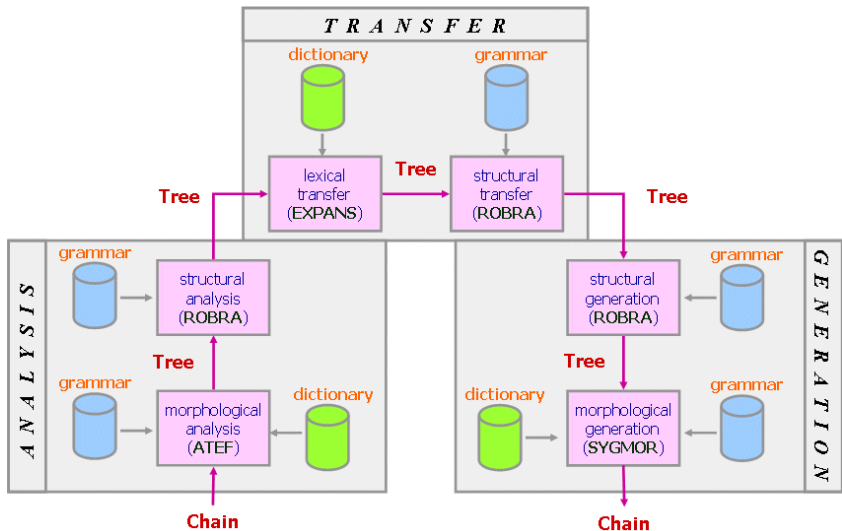 TRANSFER
dictionary
grammar
lexical
transfer
(EXPANS)
Tree
structural
transfer
(ROBRA)
Tree
Tree
ANALYSIS
grammar
structural
analysis
(ROBRA)
Tree
grammar
dictionary
morphological
analysis
(ATEF)
Chain
GENERATION
grammar
structural
generation
(ROBRA)
Tree
dictionary
grammar
morphological
generation
(SYGMOR)
Chain